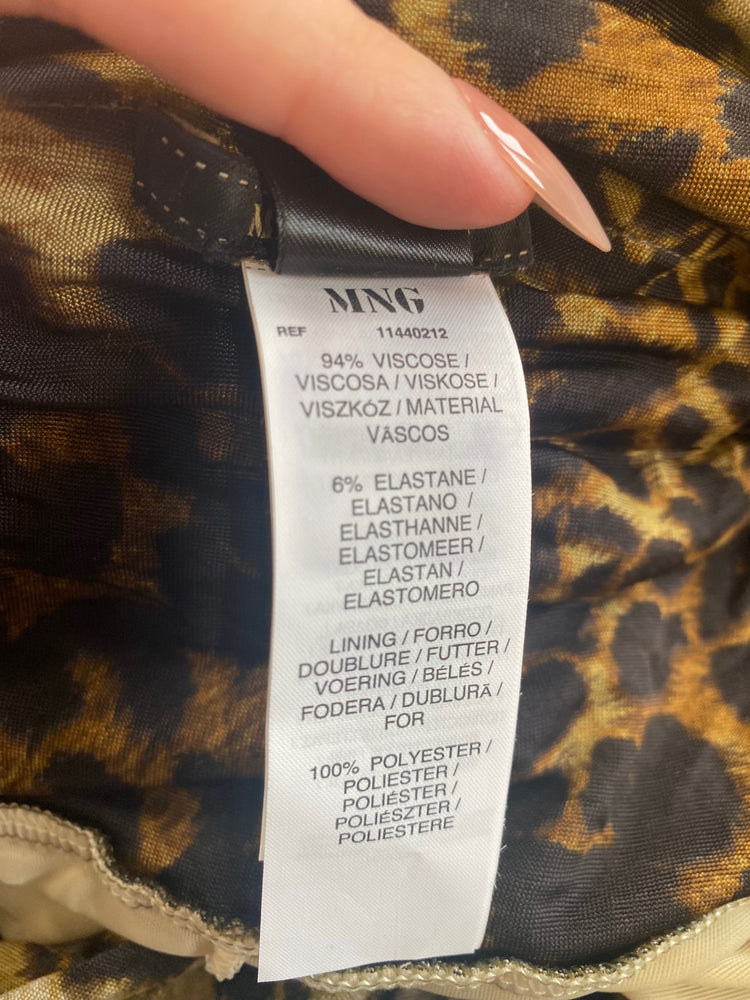 MNG
REF 11440212
94% VISCOSE /
VISCOSA / VISKOSE /
VISZKÓZ / MATERIAL
VÂSCOS
6% ELASTANE /
ELASTANO /
ELASTHANNE /
ELASTOMEER /
ELASTAN /
ELASTOMERO
LINING / FORRO /
DOUBLURE / FUTTER /
VOERING / BÉLÉS /
FODERA / DUBLURĂ /
FOR
100% POLYESTER /
POLIESTER /
POLIÉSTER /
POLIÉSZTER /
POLIESTERE